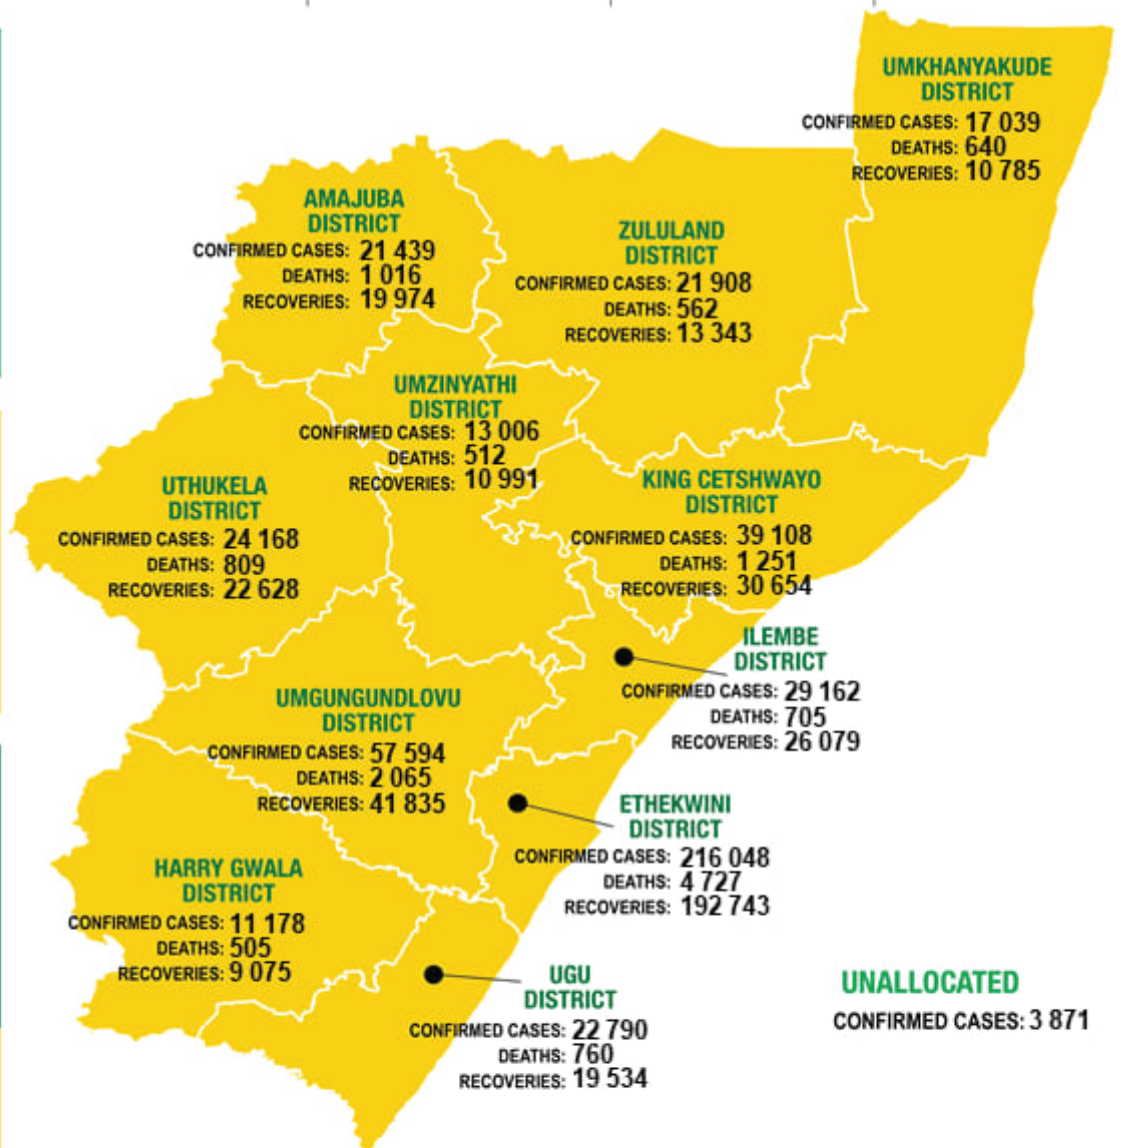 UMKHANYAKUDE
DISTRICT
CONFIRMED CASES: 17 039
DEATHS: 640
RECOVERIES: 10 785
AMAJUBA
DISTRICT
CONFIRMED CASES: 21 439
DEATHS: 1 016
RECOVERIES: 19 974
ZULULAND
DISTRICT
CONFIRMED CASES: 21 908
DEATHS: 562
RECOVERIES: 13 343
UMZINYATHI
DISTRICT
CONFIRMED CASES: 13 006
DEATHS: 512
RECOVERIES: 10 991
UTHUKELA
DISTRICT
CONFIRMED CASES: 24 168
DEATHS: 809
RECOVERIES: 22 628
KING CETSHWAYO
DISTRICT
CONFIRMED CASES: 39 108
DEATHS: 1 251
RECOVERIES: 30 654
ILEMBE
DISTRICT
CONFIRMED CASES: 29 162
DEATHS: 705
RECOVERIES: 26 079
UMGUNGUNDLOVU
DISTRICT
CONFIRMED CASES: 57 594
DEATHS: 2 065
RECOVERIES: 41 835
ETHEKWINI
DISTRICT
CONFIRMED CASES: 216 048
DEATHS: 4 727
RECOVERIES: 192 743
HARRY GWALA
DISTRICT
CONFIRMED CASES: 11 178
DEATHS: 505
RECOVERIES: 9 075
UGU
DISTRICT
CONFIRMED CASES: 22 790
DEATHS: 760
RECOVERIES: 19 534
UNALLOCATED
CONFIRMED CASES: 3 871